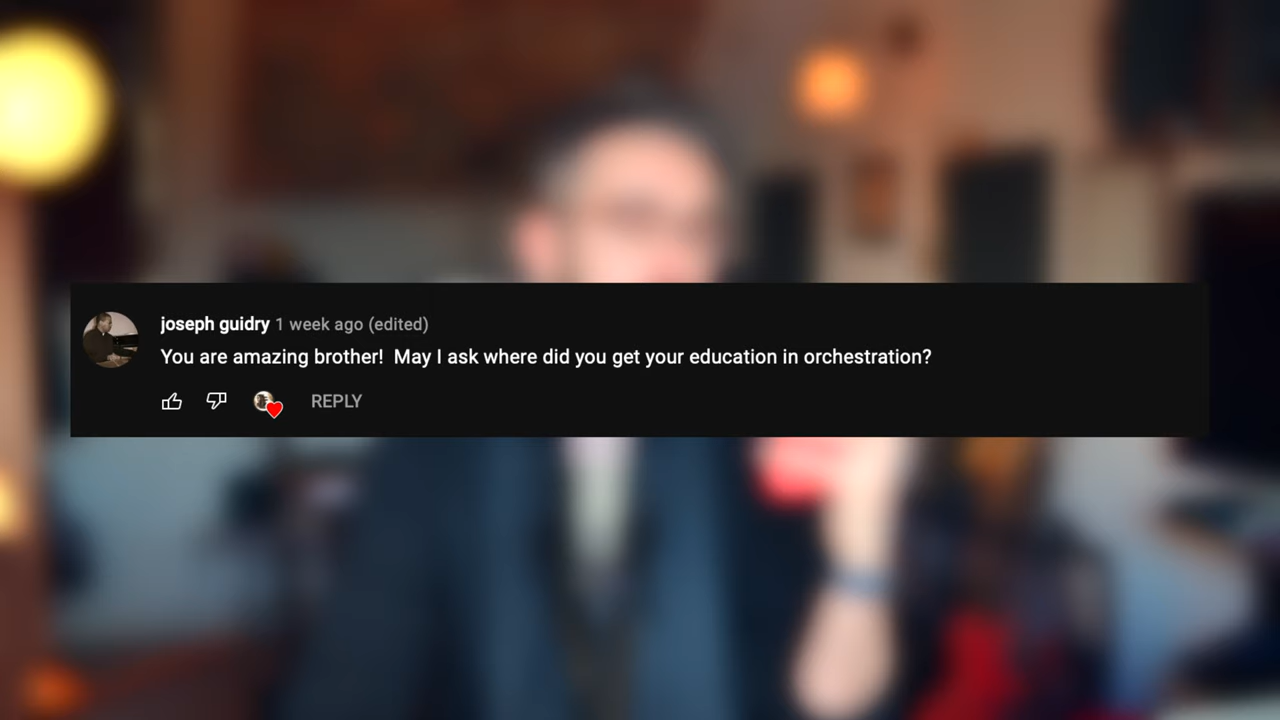 joseph guidry 1 week ago (edited)
You are amazing brother!  May I ask where did you get your education in orchestration?
REPLY